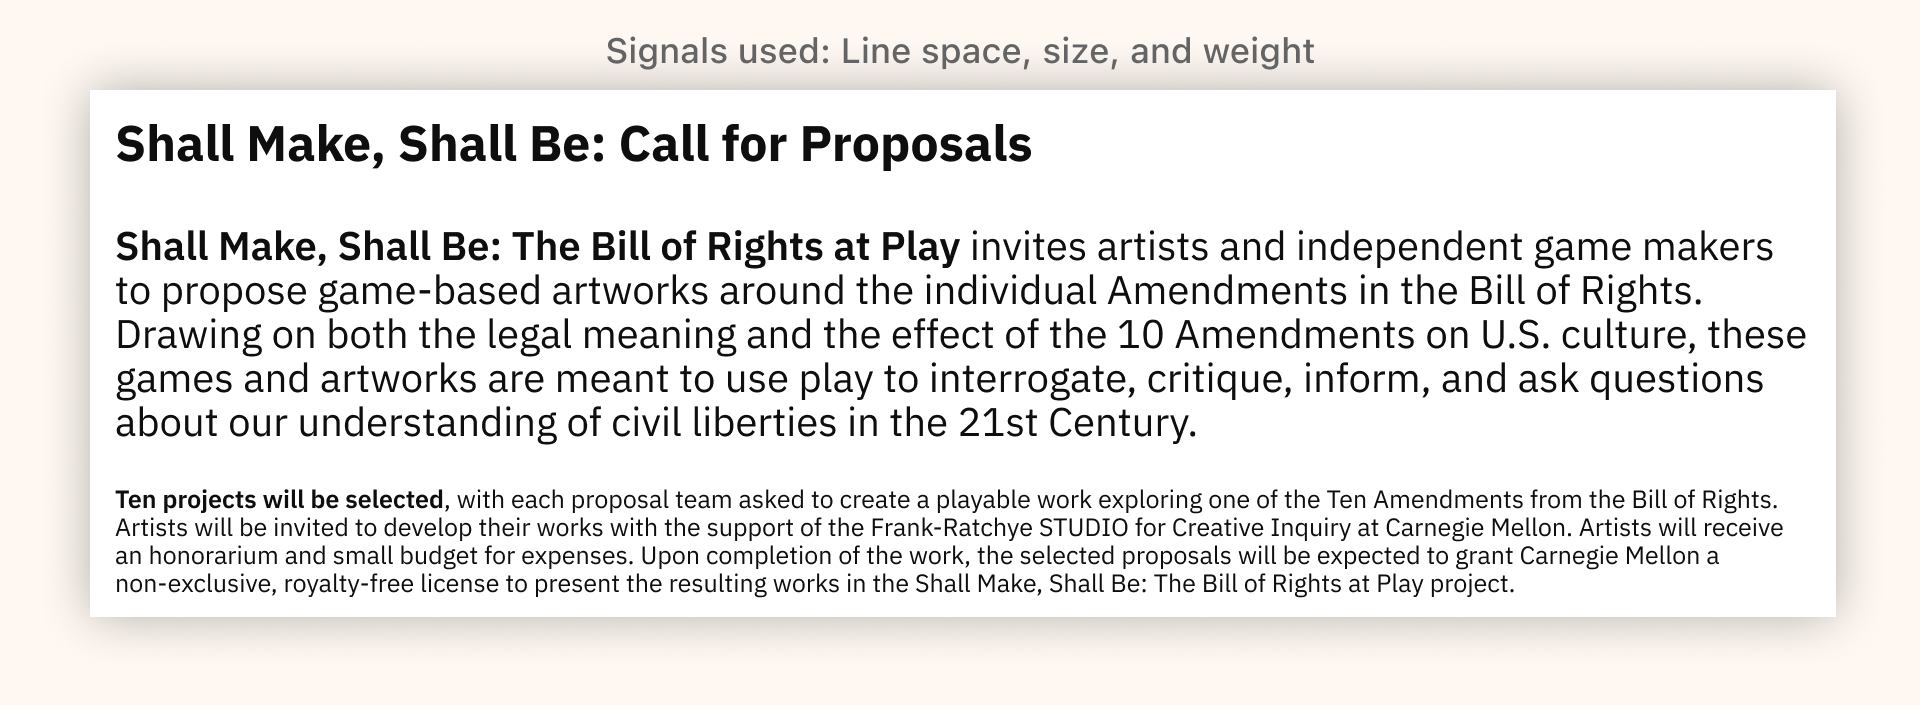 Signals used: Line space, size, and weight
Shall Make, Shall Be: Call for Proposals
Shall Make, Shall Be: The Bill of Rights at Play invites artists and independent game makers
to propose game-based artworks around the individual Amendments in the Bill of Rights.
Drawing on both the legal meaning and the effect of the 10 Amendments on U.S. culture, these
games and artworks are meant to use play to interrogate, critique, inform, and ask questions
about our understanding of civil liberties in the 21st Century.
Ten projects will be selected, with each proposal team asked to create a playable work exploring one of the Ten Amendments from the Bill of Rights.
Artists will be invited to develop their works with the support of the Frank-Ratchye STUDIO for Creative Inquiry at Carnegie Mellon. Artists will receive
an honorarium and small budget for expenses. Upon completion of the work, the selected proposals will be expected to grant Carnegie Mellon a
non-exclusive, royalty-free license to present the resulting works in the Shall Make, Shall Be: The Bill of Rights at Play project.